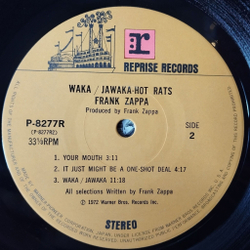 r
REPRISE RECORDS
WAKA / JAWAKA-HOT RATS
FRANK ZAPPA
Produced by Frank Zappa
P-8277R
(P-8277R2)
33⅓RPM
SIDE
2
1. YOUR MOUTH 3:11
2. IT JUST MIGHT BE A ONE-SHOT DEAL 4:17
3. WAKA / JAWAKA 11:18
All selections Written by Frank Zappa
Ⓟ 1972 Warner Bros. Records Inc.
STEREO